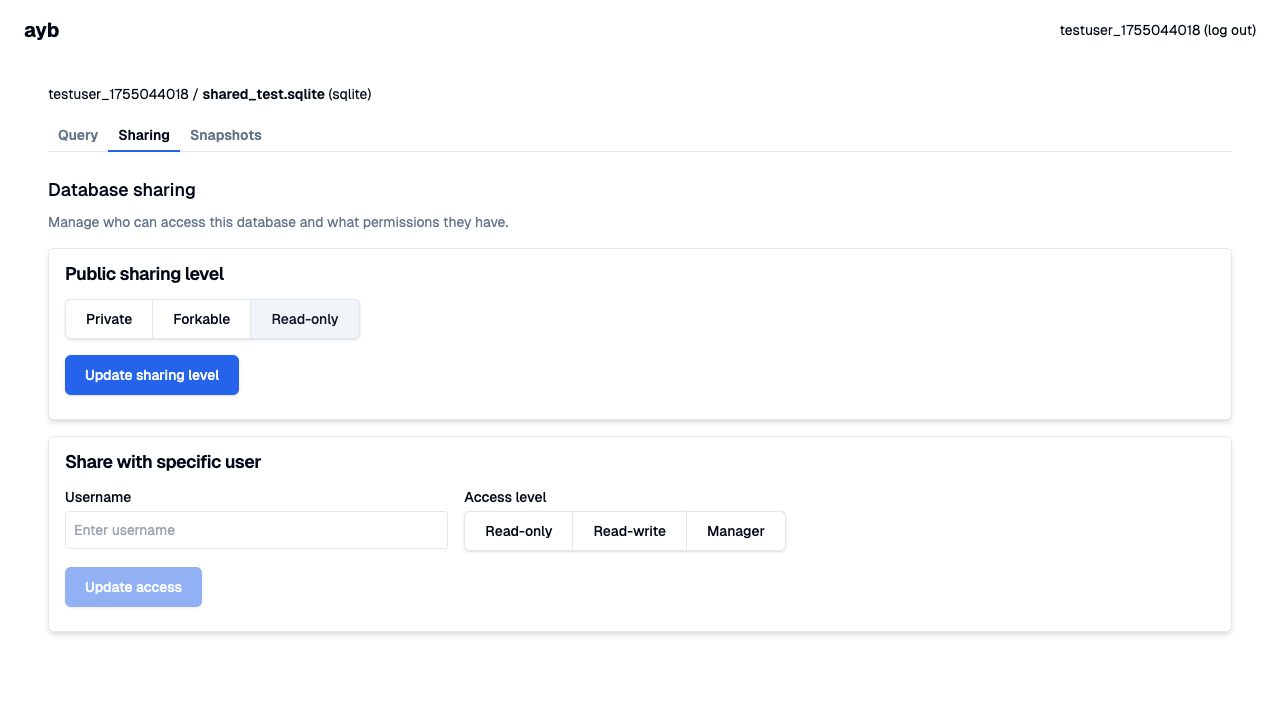 ayb
testuser_1755044018 (log out)
testuser_1755044018 / shared_test.sqlite (sqlite)
Query Sharing Snapshots
Database sharing
Manage who can access this database and what permissions they have.
Public sharing level
Private Forkable Read-only
Update sharing level
Share with specific user
Username
Enter username
Access level
Read-only Read-write Manager
Update access